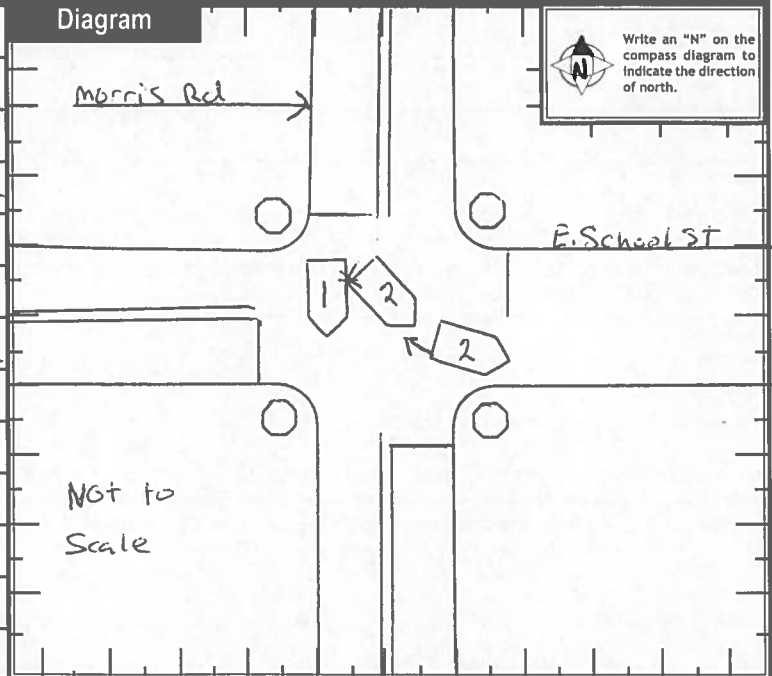 Diagram
Write an "N" on the
compass diagram to
indicate the direction
of north.
N
Morris Rd
E. School ST
1
2
2
Not to
Scale